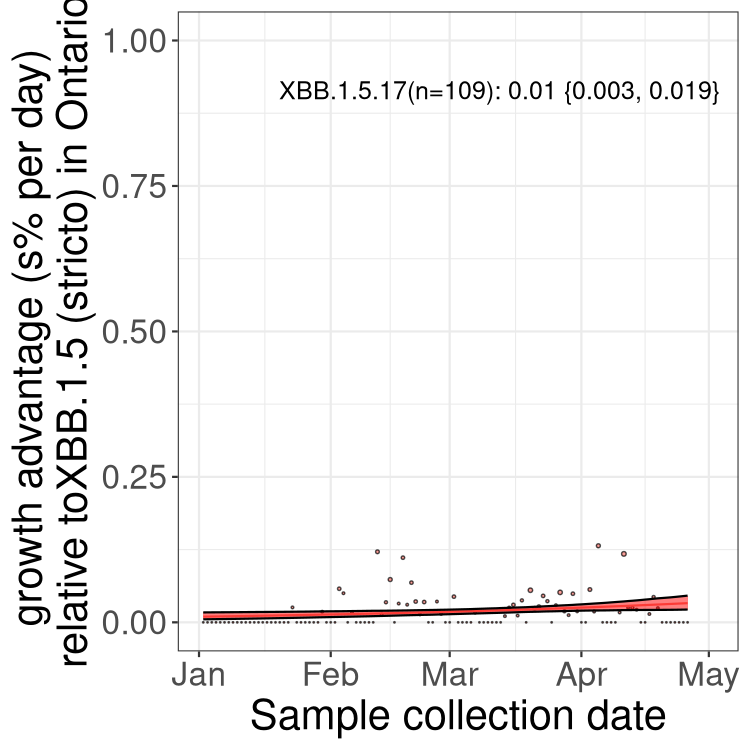 growth advantage (s% per day)
relative toXBB.1.5 (stricto) in Ontario
1.00
0.75
0.50
0.25
0.00
XBB.1.5.17(n=109): 0.01 {0.003, 0.019}
Jan Feb Mar Apr May
Sample collection date